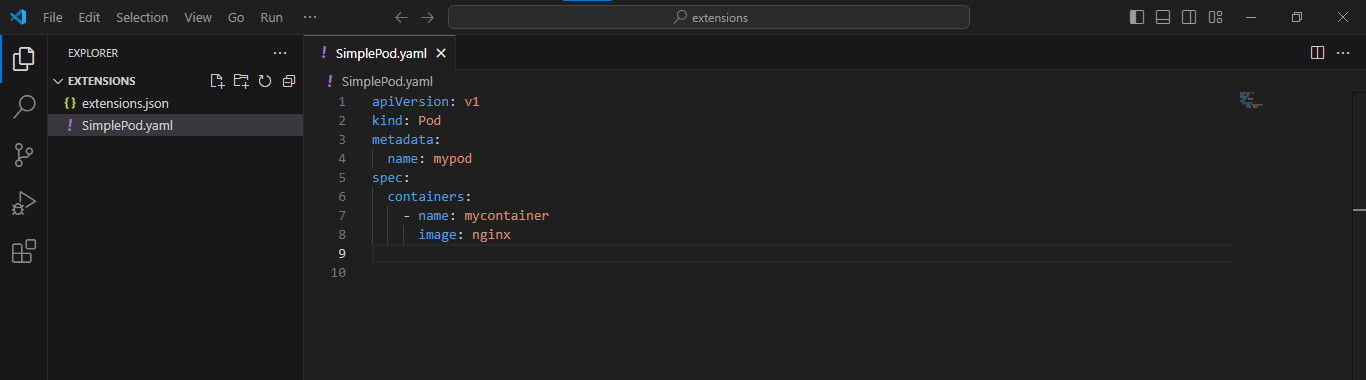 File Edit Selection View Go Run ···
extensions
EXPLORER ···
EXTENSIONS
{} extensions.json
! SimplePod.yaml
! SimplePod.yaml
! SimplePod.yaml
1 apiVersion: v1
2 kind: Pod
3 metadata:
4   name: mypod
5 spec:
6   containers:
7     - name: mycontainer
8       image: nginx
9
10